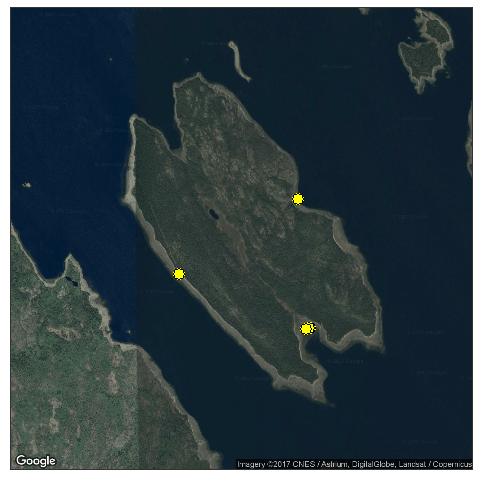 Google
Imagery ©2017 CNES / Astrium, DigitalGlobe, Landsat / Copernicus